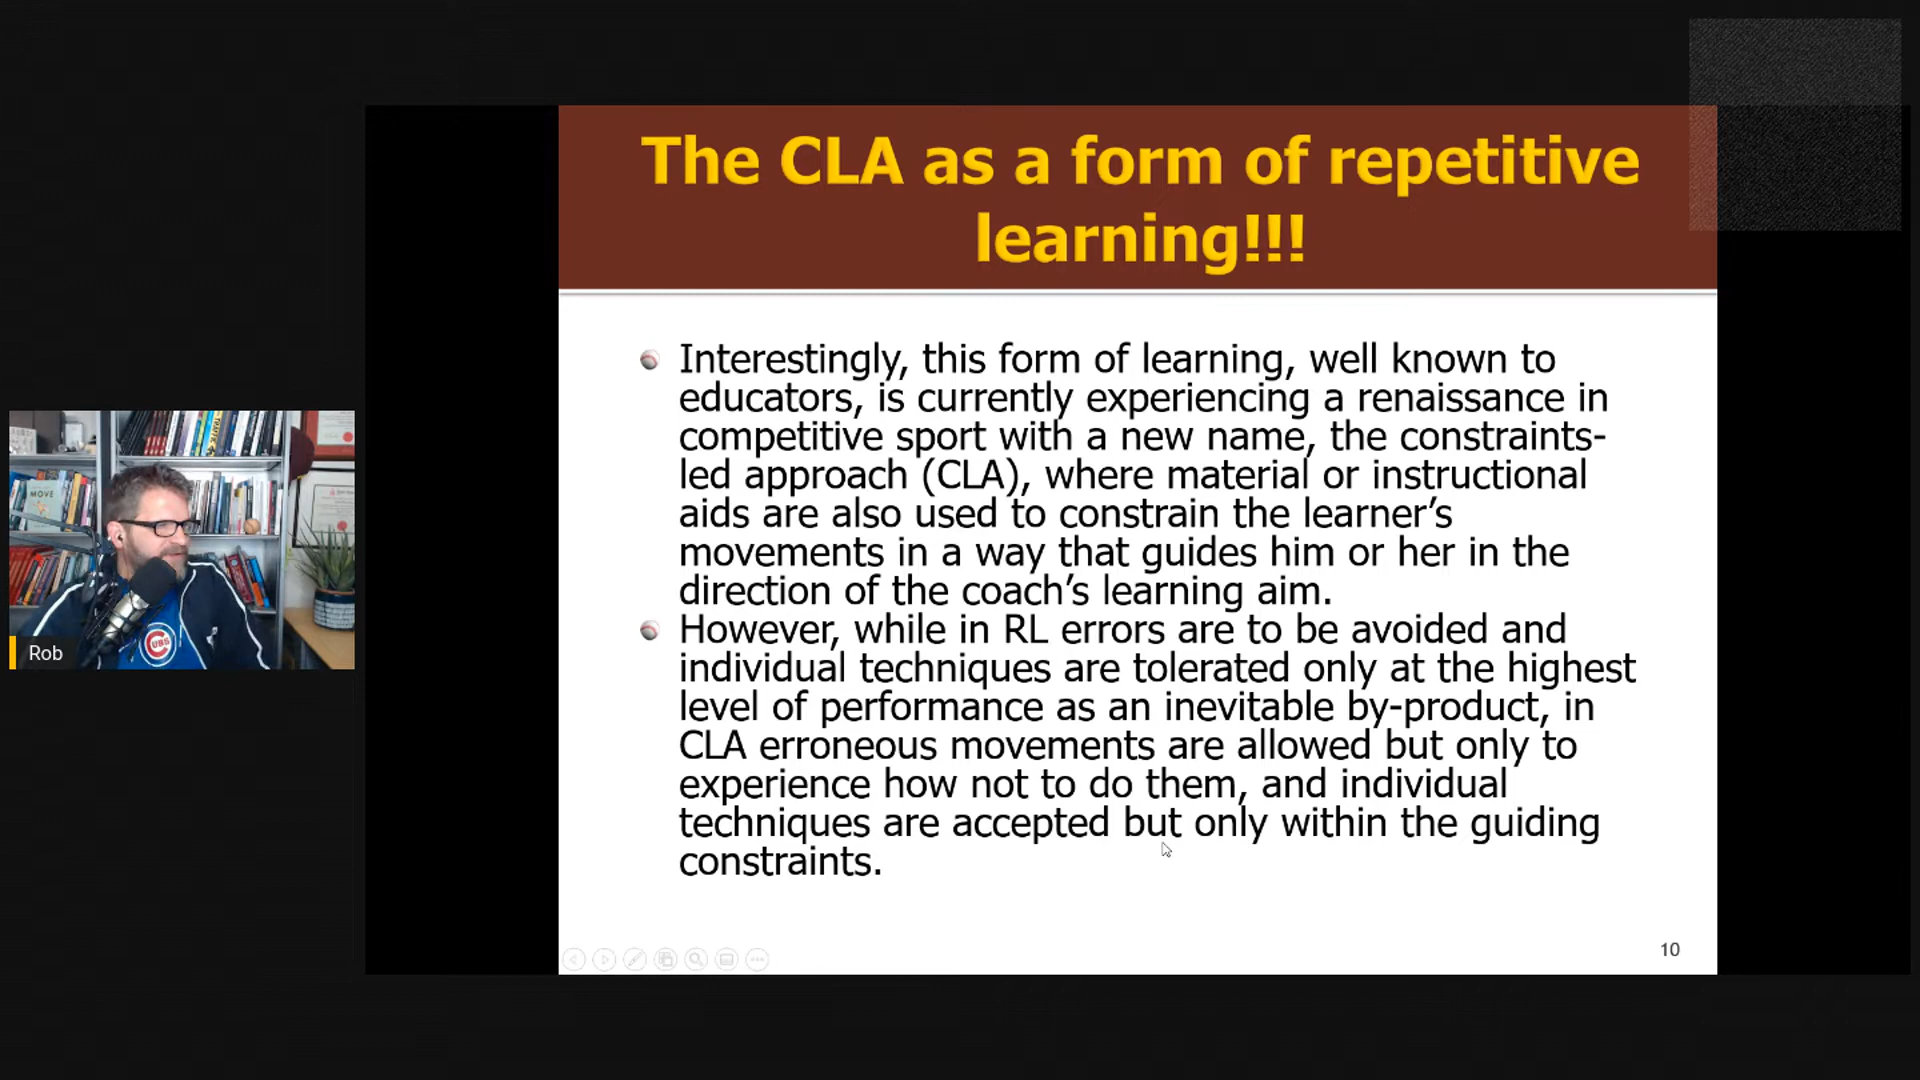 The CLA as a form of repetitive
learning!!!
Interestingly, this form of learning, well known to
educators, is currently experiencing a renaissance in
competitive sport with a new name, the constraints-
led approach (CLA), where material or instructional
aids are also used to constrain the learner’s
movements in a way that guides him or her in the
direction of the coach’s learning aim.
However, while in RL errors are to be avoided and
individual techniques are tolerated only at the highest
level of performance as an inevitable by-product, in
CLA erroneous movements are allowed but only to
experience how not to do them, and individual
techniques are accepted but only within the guiding
constraints.
10
MOVE
CUBS
Rob